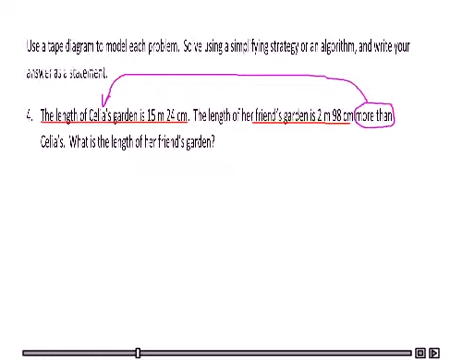 Use a tape diagram to model each problem. Solve using a simplifying strategy or an algorithm, and write your
answer as a statement.
4. The length of Celia's garden is 15 m 24 cm. The length of her friend's garden is 2 m 98 cm more than
Celia's. What is the length of her friend's garden?